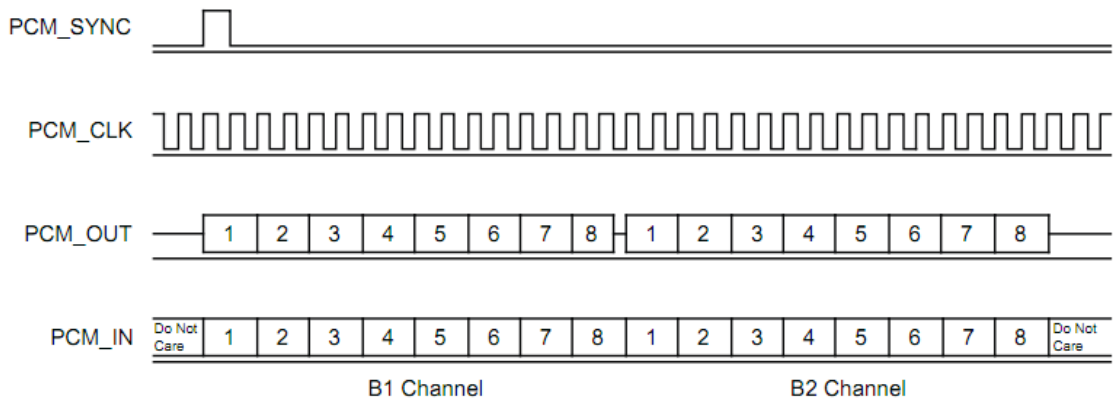 PCM_SYNC
PCM_CLK
PCM_OUT 1 2 3 4 5 6 7 8 1 2 3 4 5 6 7 8
PCM_IN Do Not Care 1 2 3 4 5 6 7 8 1 2 3 4 5 6 7 8 Do Not Care
B1 Channel B2 Channel